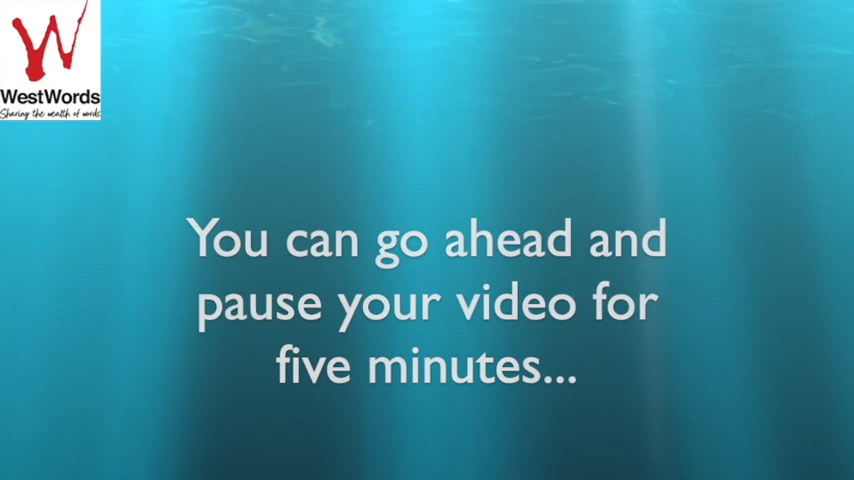 WestWords
Sharing the wealth of words
You can go ahead and
pause your video for
five minutes...